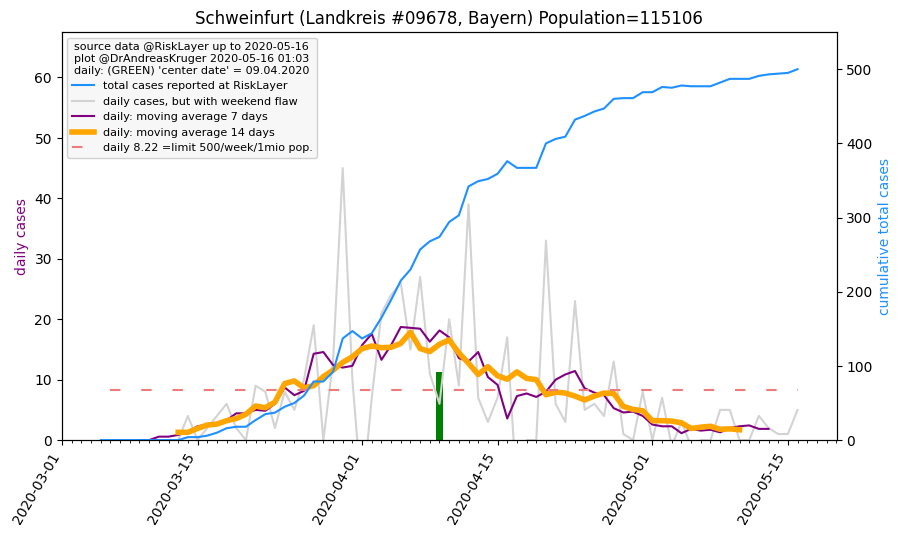 Schweinfurt (Landkreis #09678, Bayern) Population=115106
source data @RiskLayer up to 2020-05-16
plot @DrAndreasKruger 2020-05-16 01:03
daily: (GREEN) 'center date' = 09.04.2020
total cases reported at RiskLayer
daily cases, but with weekend flaw
daily: moving average 7 days
daily: moving average 14 days
daily 8.22 =limit 500/week/1mio pop.
daily cases
60
50
40
30
20
10
0
cumulative total cases
500
400
300
200
100
0
2020-03-01
2020-03-15
2020-04-01
2020-04-15
2020-05-01
2020-05-15